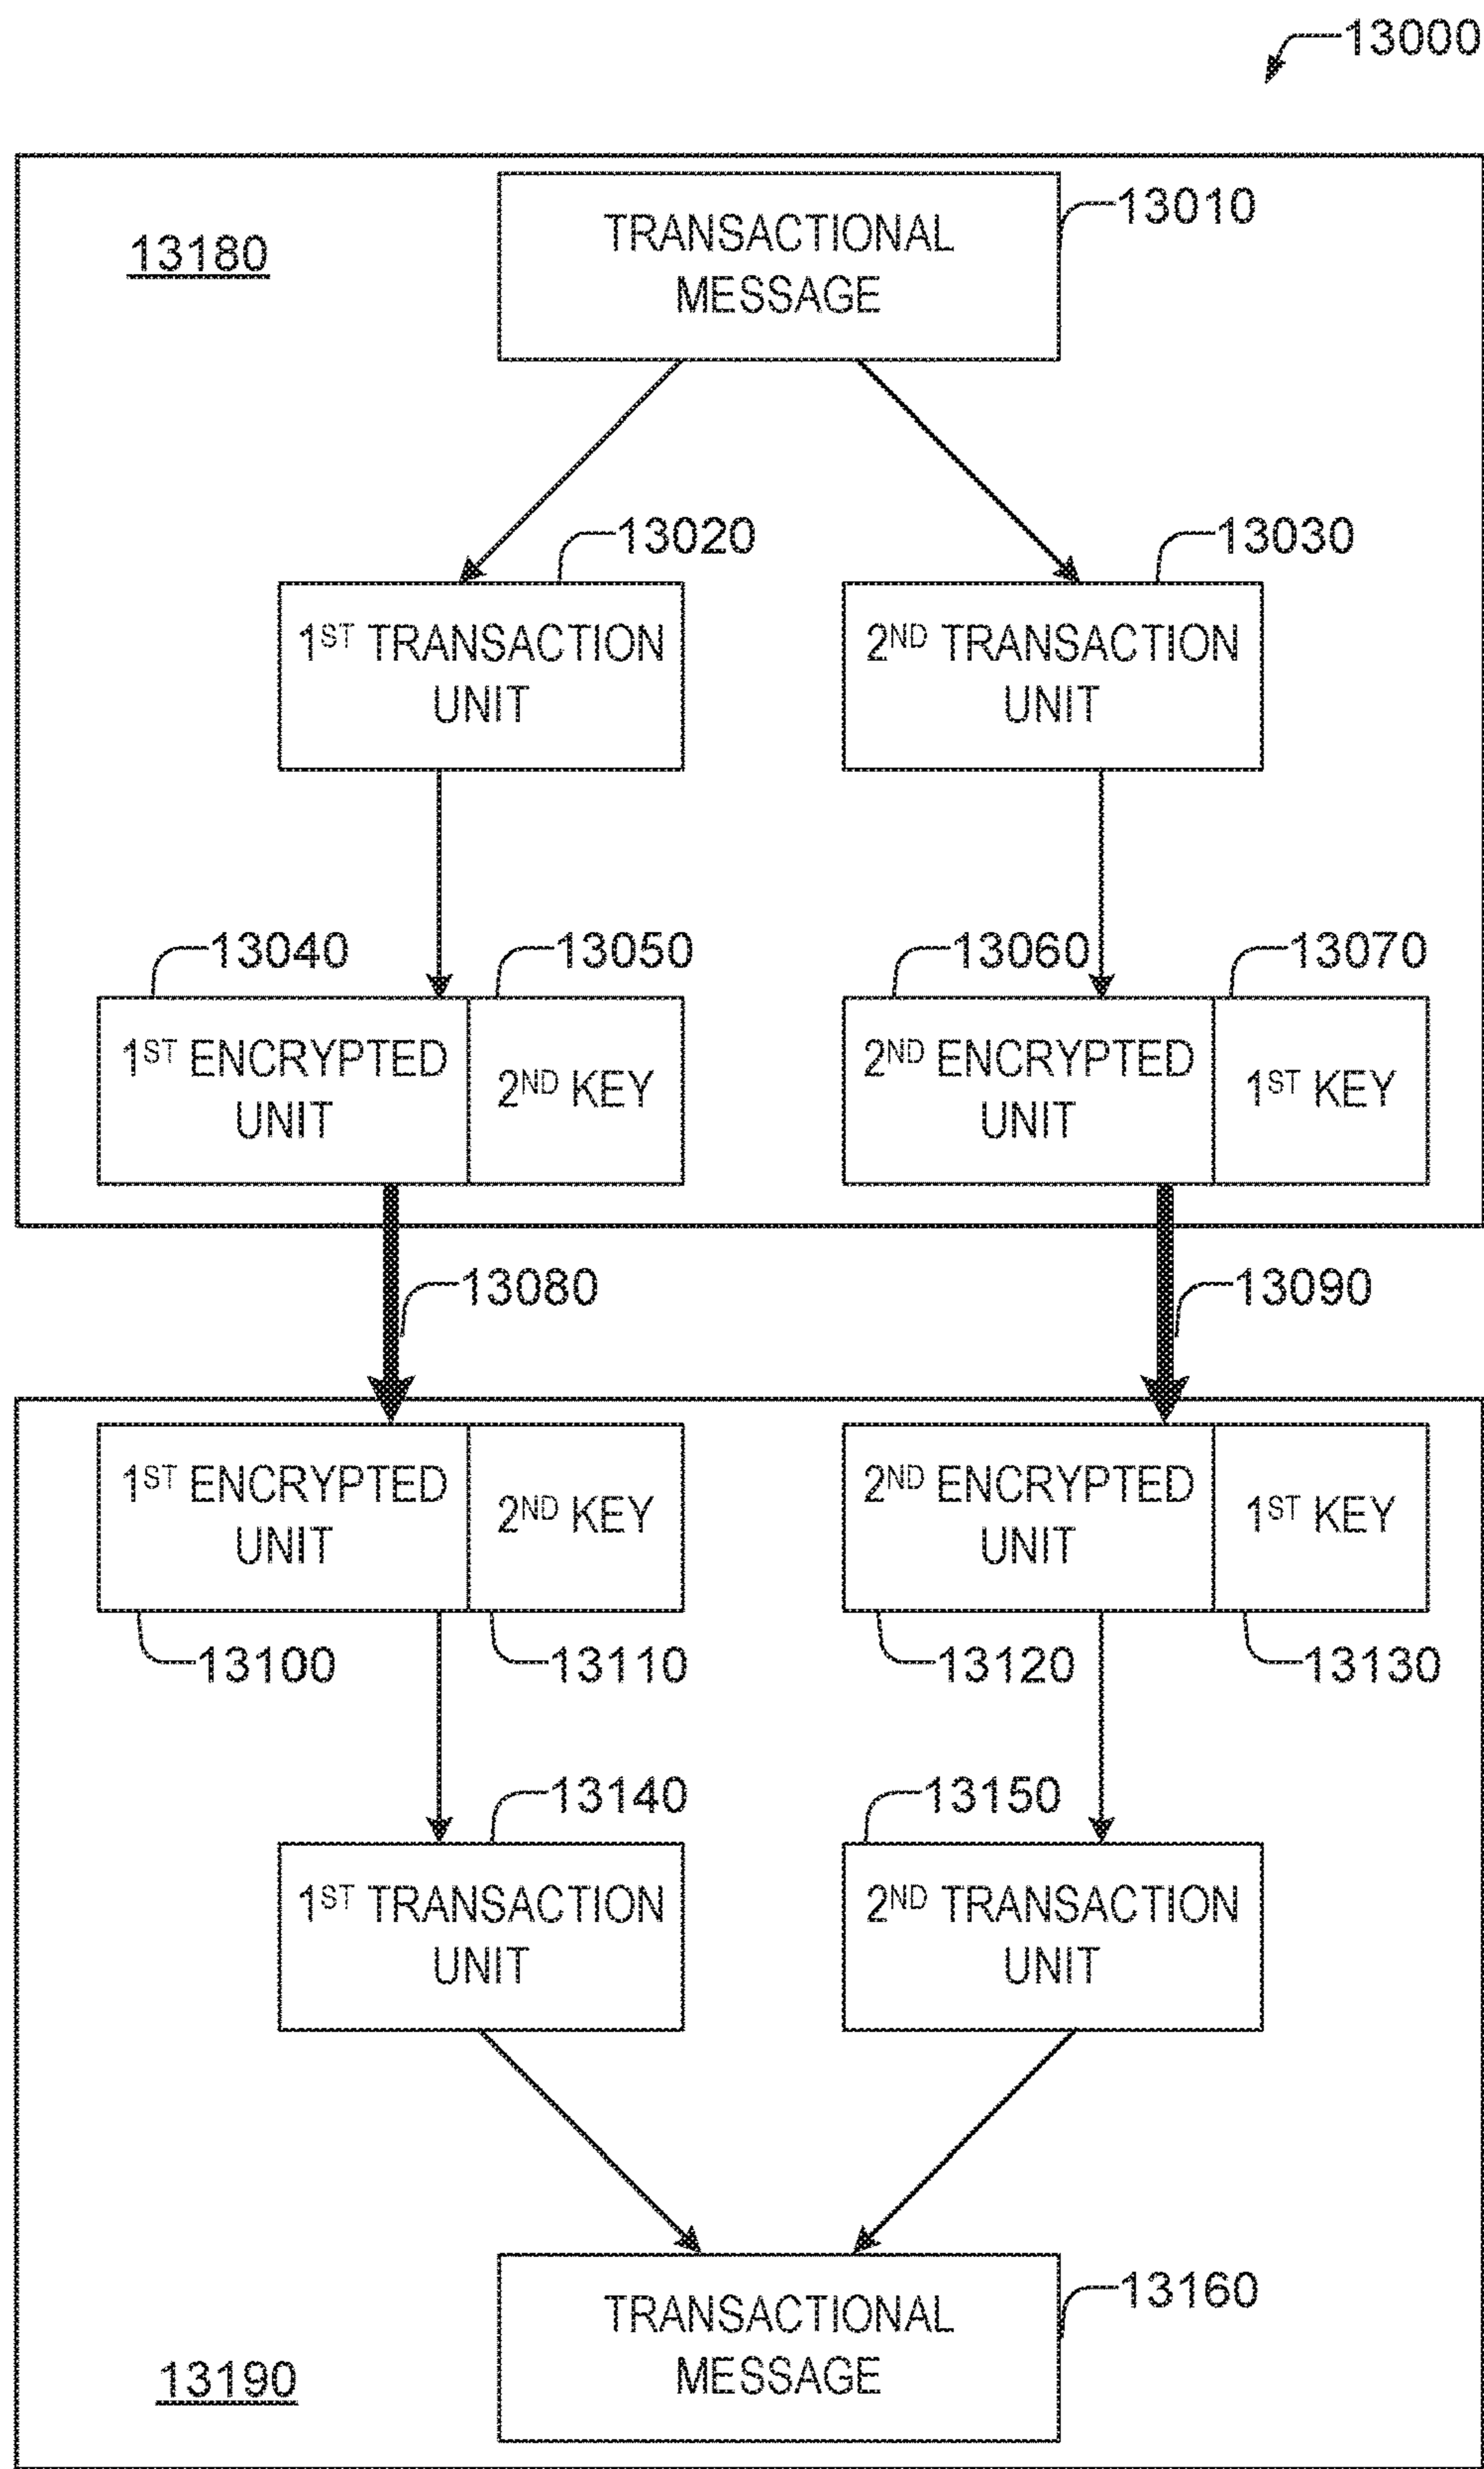 13000
13180
TRANSACTIONAL
MESSAGE
13010
13020
13030
1ST TRANSACTION
UNIT
2ND TRANSACTION
UNIT
13040
13050
13060
13070
1ST ENCRYPTED
UNIT
2ND KEY
2ND ENCRYPTED
UNIT
1ST KEY
13080
13090
1ST ENCRYPTED
UNIT
2ND KEY
2ND ENCRYPTED
UNIT
1ST KEY
13100
13110
13120
13130
13140
13150
1ST TRANSACTION
UNIT
2ND TRANSACTION
UNIT
TRANSACTIONAL
MESSAGE
13160
13190